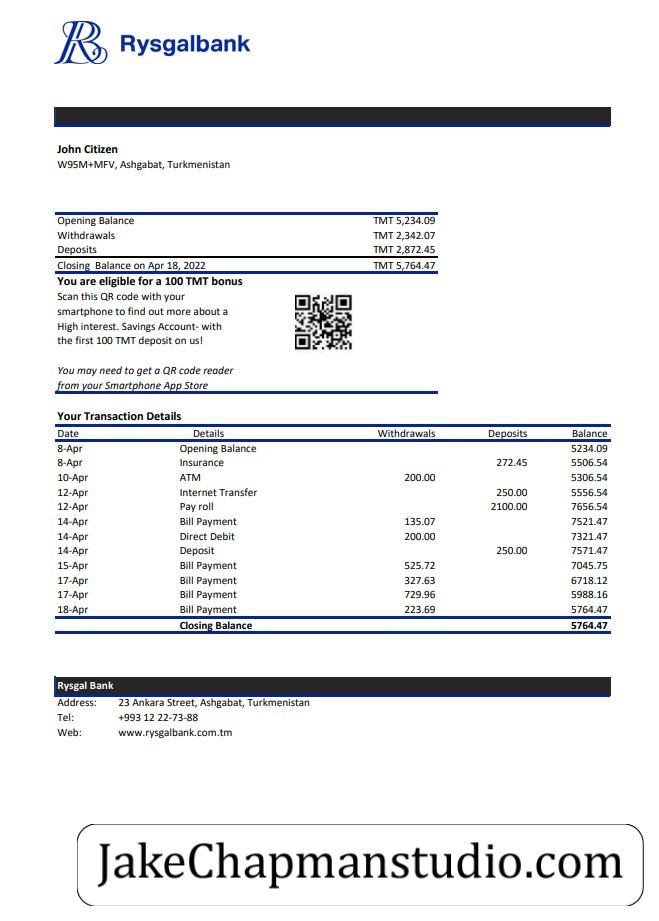 Rysgalbank
John Citizen
W95M+MFV, Ashgabat, Turkmenistan
Opening Balance TMT 5,234.09
Withdrawals TMT 2,342.07
Deposits TMT 2,872.45
Closing Balance on Apr 18, 2022 TMT 5,764.47
You are eligible for a 100 TMT bonus
Scan this QR code with your
smartphone to find out more about a
High interest. Savings Account- with
the first 100 TMT deposit on us!
You may need to get a QR code reader
from your Smartphone App Store
Your Transaction Details
Date Details Withdrawals Deposits Balance
8-Apr Opening Balance 5234.09
8-Apr Insurance 272.45 5506.54
10-Apr ATM 200.00 5306.54
12-Apr Internet Transfer 250.00 5556.54
12-Apr Pay roll 2100.00 7656.54
14-Apr Bill Payment 135.07 7521.47
14-Apr Direct Debit 200.00 7321.47
14-Apr Deposit 250.00 7571.47
15-Apr Bill Payment 525.72 7045.75
17-Apr Bill Payment 327.63 6718.12
17-Apr Bill Payment 729.96 5988.16
18-Apr Bill Payment 223.69 5764.47
Closing Balance 5764.47
Rysgal Bank
Address: 23 Ankara Street, Ashgabat, Turkmenistan
Tel: +993 12 22-73-88
Web: www.rysgalbank.com.tm
JakeChapmanstudio.com